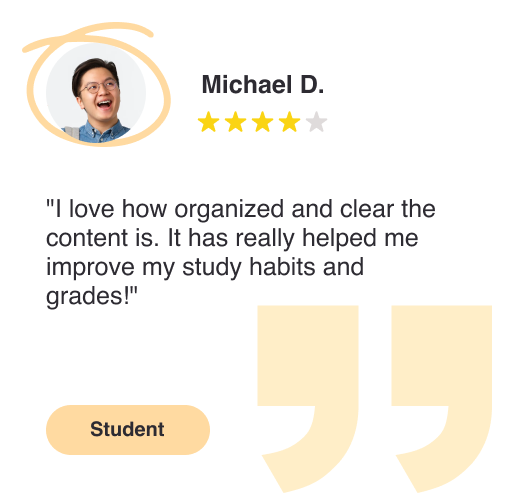 Michael D.
"I love how organized and clear the
content is. It has really helped me
improve my study habits and
grades!"
Student